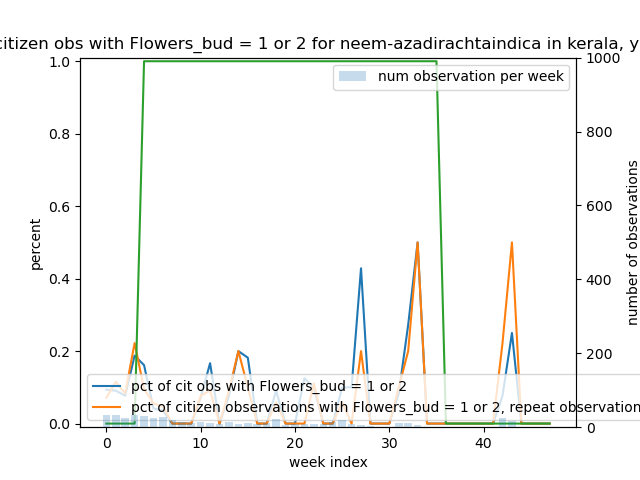 citizen obs with Flowers_bud = 1 or 2 for neem-azadirachtaindica in kerala, y
num observation per week
1.0
0.8
0.6
0.4
0.2
0.0
percent
1000
800
600
400
200
0
number of observations
pct of cit obs with Flowers_bud = 1 or 2
pct of citizen observations with Flowers_bud = 1 or 2, repeat observation
0 10 20 30 40
week index